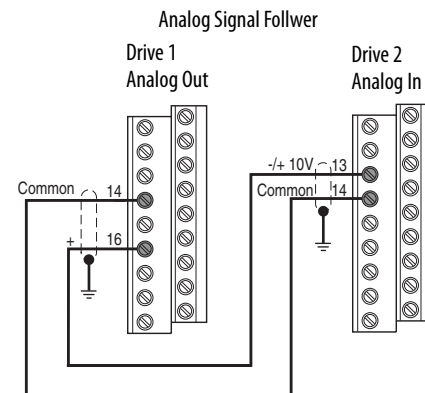 Analog Signal Follwer
Drive 1
Analog Out
Drive 2
Analog In
-/+ 10V 13
Common 14
Common 14
+ 16